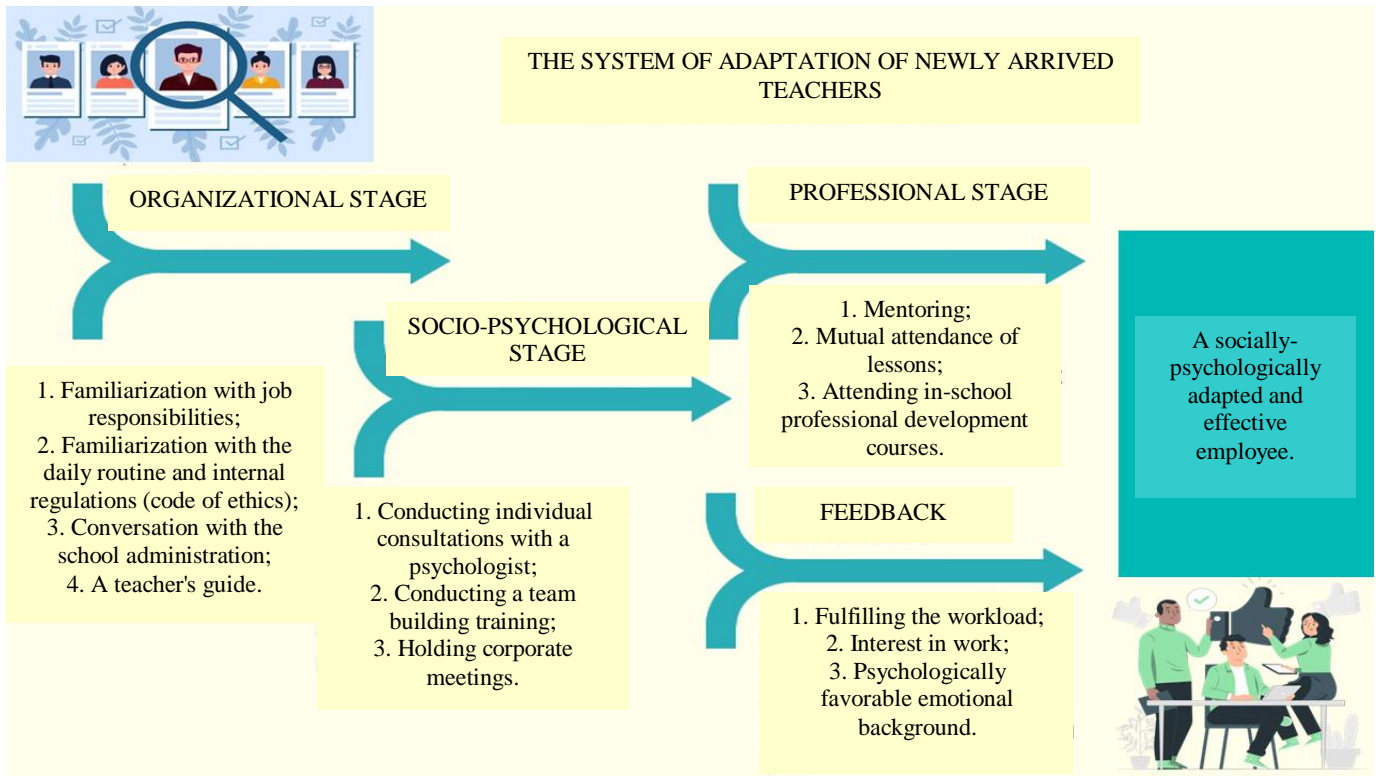 THE SYSTEM OF ADAPTATION OF NEWLY ARRIVED
TEACHERS
ORGANIZATIONAL STAGE
1. Familiarization with job
responsibilities;
2. Familiarization with the
daily routine and internal
regulations (code of ethics);
3. Conversation with the
school administration;
4. A teacher's guide.
SOCIO-PSYCHOLOGICAL
STAGE
1. Conducting individual
consultations with a
psychologist;
2. Conducting a team
building training;
3. Holding corporate
meetings.
PROFESSIONAL STAGE
1. Mentoring;
2. Mutual attendance of
lessons;
3. Attending in-school
professional development
courses.
FEEDBACK
1. Fulfilling the workload;
2. Interest in work;
3. Psychologically
favorable emotional
background.
A socially-
psychologically
adapted and
effective
employee.